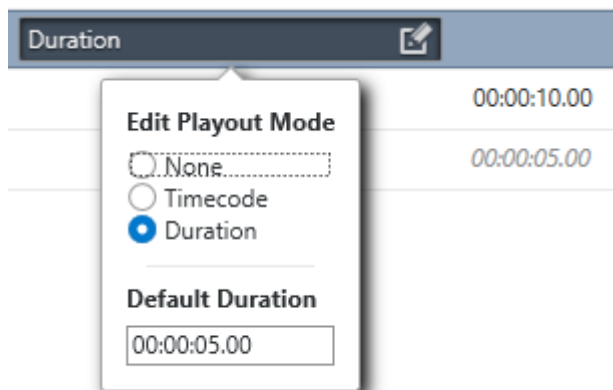 Duration
00:00:10.00
Edit Playout Mode
00:00:05.00
None
Timecode
Duration
Default Duration
00:00:05.00